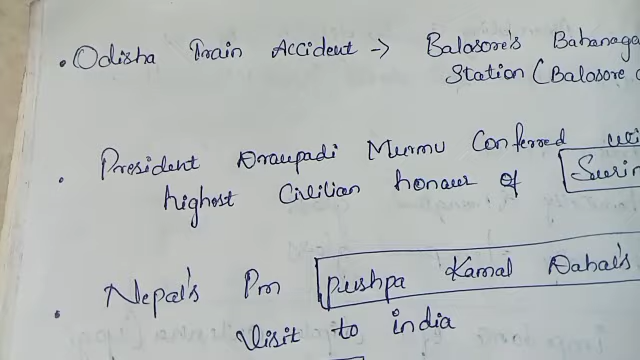 • Odisha Train Accident → Balasore's Bahanaga
Station (Balasore
• President Draupadi Murmu Conferred
highest Civilian honour of Surin
• Nepal's Pm Pushpa Kamal Dahal's
Visit to india